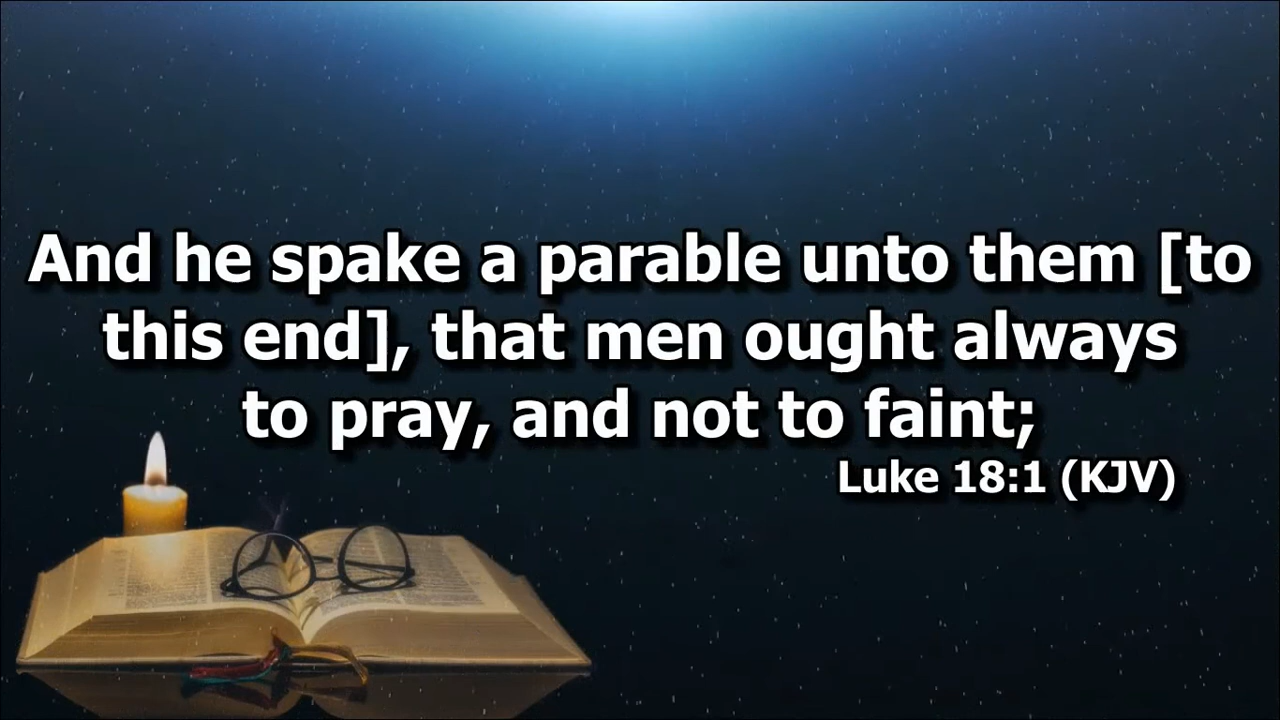 And he spake a parable unto them [to
this end], that men ought always
to pray, and not to faint;
Luke 18:1 (KJV)